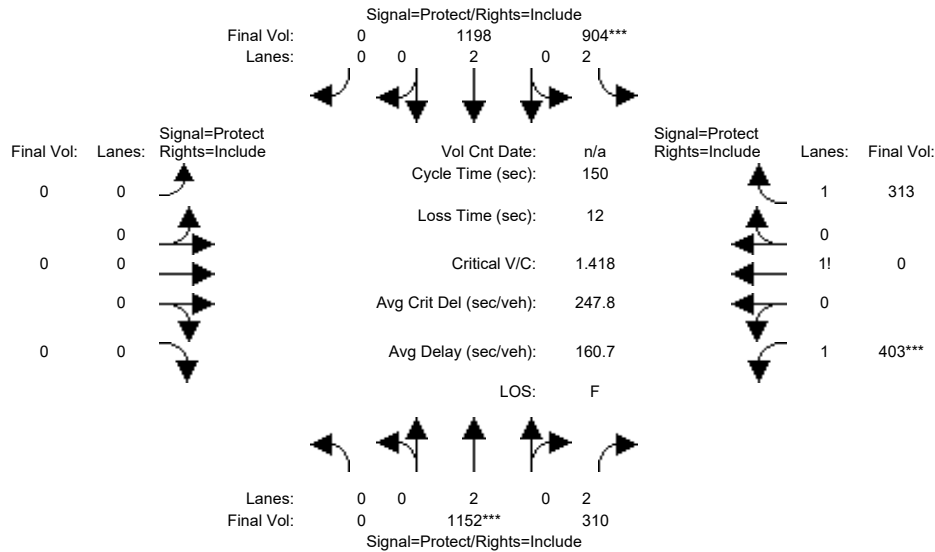 Signal=Protect/Rights=Include
Final Vol: 0 1198 904***
Lanes: 0 0 2 0 2
Signal=Protect
Final Vol: Lanes: Rights=Include
Vol Cnt Date: n/a
Signal=Protect
Rights=Include Lanes: Final Vol:
Cycle Time (sec): 150
0 0
1 313
Loss Time (sec): 12
0
0
0 0
Critical V/C: 1.418
1! 0
0
Avg Crit Del (sec/veh): 247.8
0
0 0
Avg Delay (sec/veh): 160.7
1 403***
LOS: F
Lanes: 0 0 2 0 2
Final Vol: 0 1152*** 310
Signal=Protect/Rights=Include